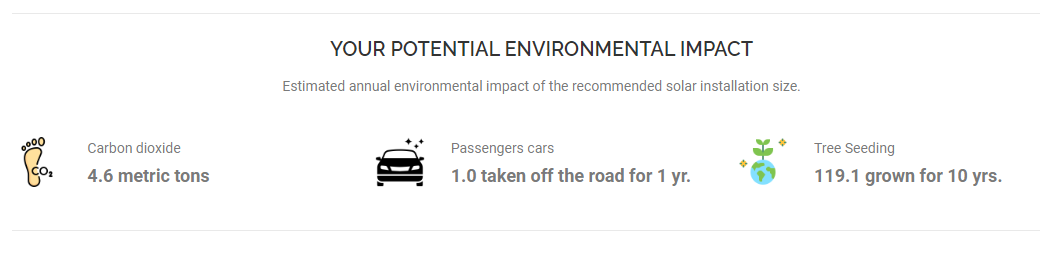 YOUR POTENTIAL ENVIRONMENTAL IMPACT
Estimated annual environmental impact of the recommended solar installation size.
CO₂
Carbon dioxide
4.6 metric tons
Passengers cars
1.0 taken off the road for 1 yr.
Tree Seeding
119.1 grown for 10 yrs.